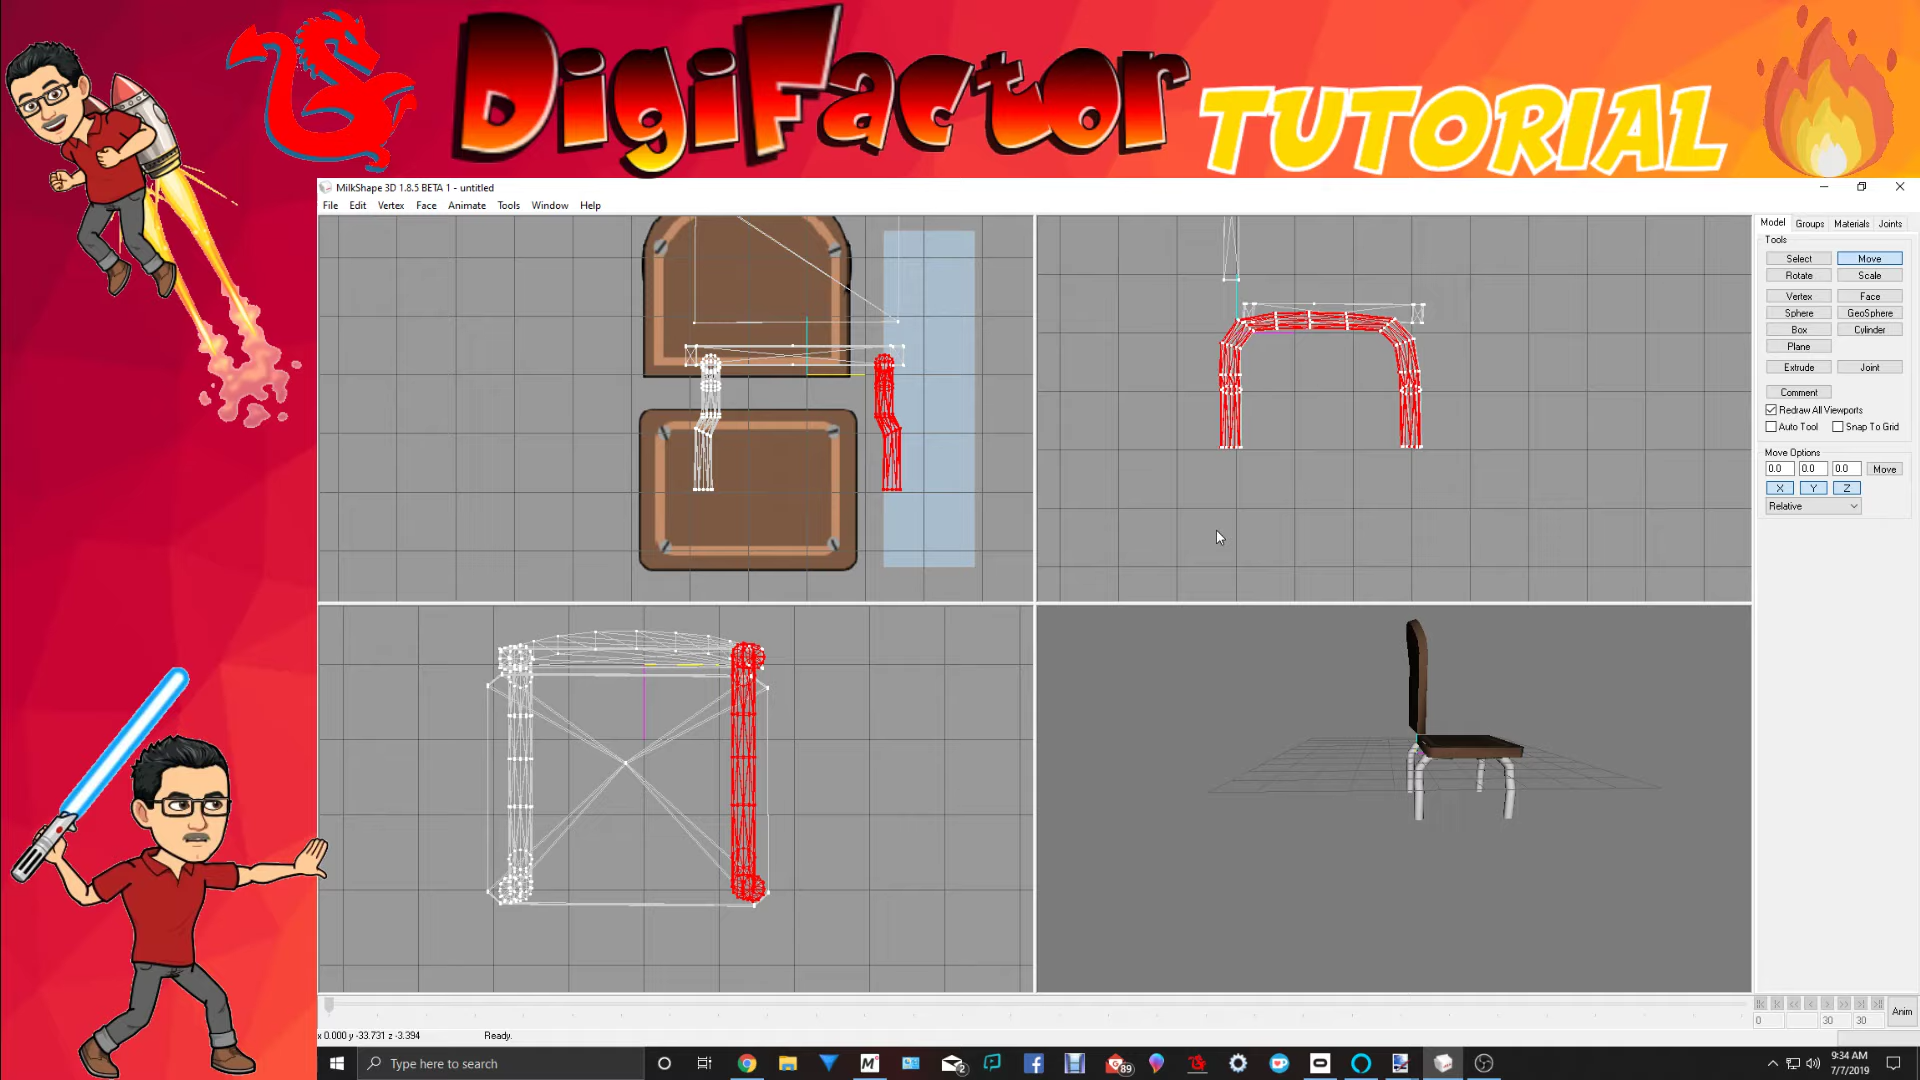 DigiFactor TUTORIAL
MilkShape 3D 1.8.5 BETA 1 - untitled
File Edit Vertex Face Animate Tools Window Help
Model Groups Materials Joints
Tools
Select Move
Rotate Scale
Vertex Face
Sphere GeoSphere
Box Cylinder
Plane
Extrude Joint
Comment
Redraw All Viewports
Auto Tool Snap To Grid
Move Options
0.0 0.0 0.0 Move
X Y Z
Relative
Anim
0 30 30
x 0.000 y -33.731 z -3.394 Ready.
Type here to search
2
89
9:34 AM
7/7/2019